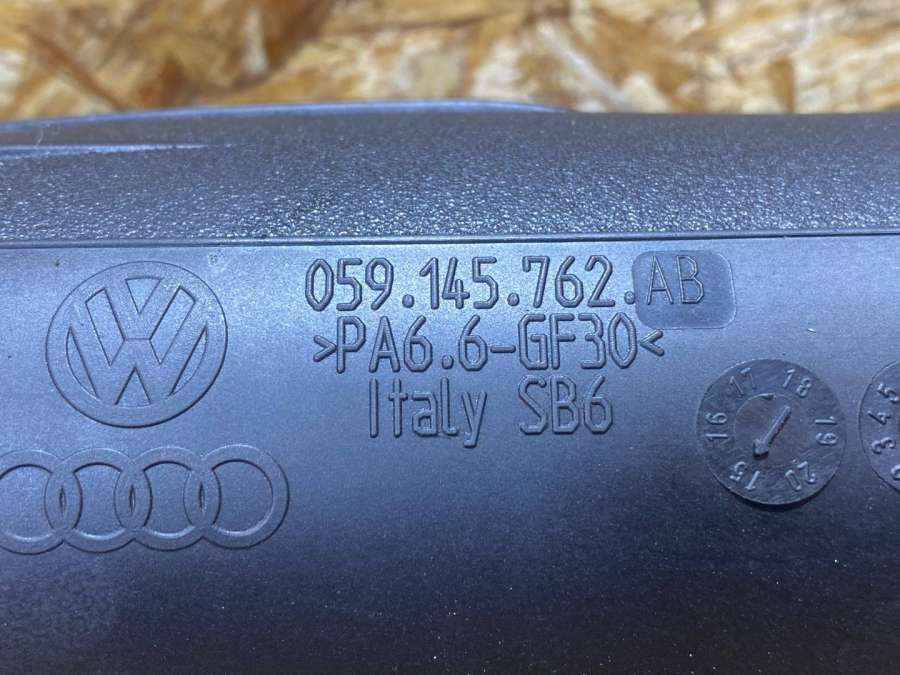 059.145.762.AB
>PA6.6-GF30<
Italy SB6
15 16 17 18 19 20
3 4 5